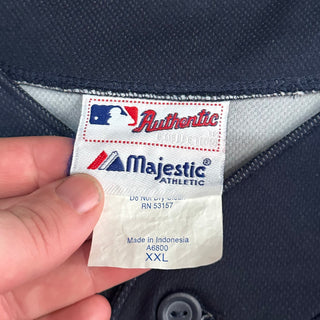 Authentic
COLLECTION
Majestic®
ATHLETIC
Do Not Dry Clean
RN 53157
Made in Indonesia
A6800
XXL